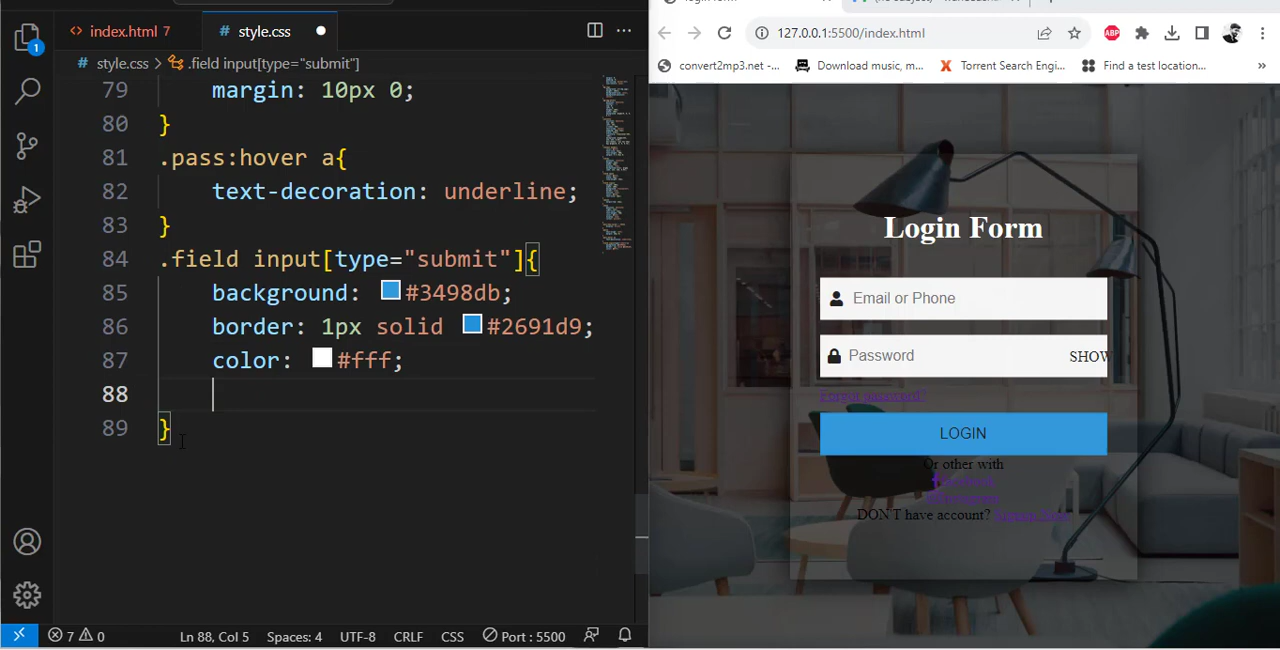 index.html 7
# style.css
# style.css > .field input[type="submit"]
79 margin: 10px 0;
80 }
81 .pass:hover a{
82 text-decoration: underline;
83 }
84 .field input[type="submit"]{
85 background: #3498db;
86 border: 1px solid #2691d9;
87 color: #fff;
88
89 }
1
7 0
Ln 88, Col 5
Spaces: 4
UTF-8
CRLF
CSS
Port : 5500
127.0.0.1:5500/index.html
ABP
convert2mp3.net -...
Download music, m...
Torrent Search Engi...
Find a test location...
»
Login Form
Email or Phone
Password
SHOW
Forgot password?
LOGIN
Or other with
DON'T have account?